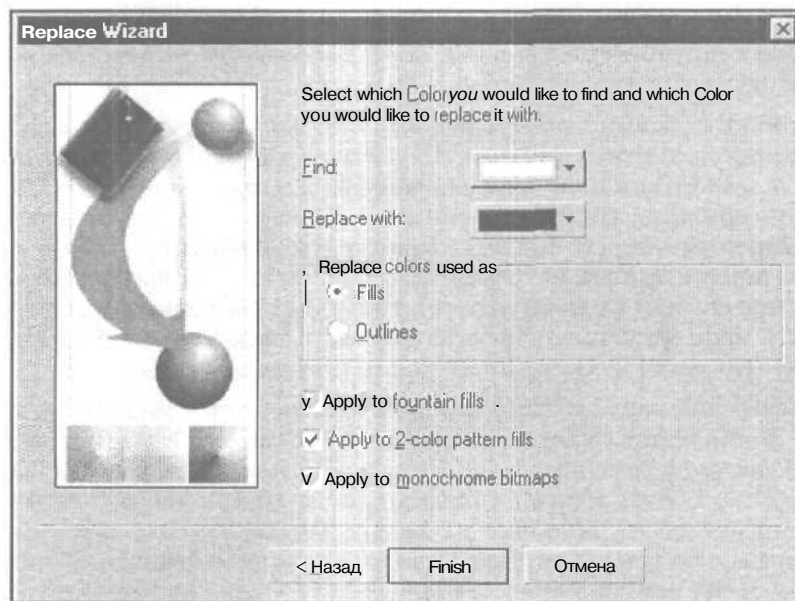 Replace Wizard
Select which Color you would like to find and which Color
you would like to replace it with.
Find:
Replace with:
, Replace colors used as
Fills
Outlines
y Apply to fountain fills .
Apply to 2-color pattern fills
V Apply to monochrome bitmaps
< Назад Finish Отмена